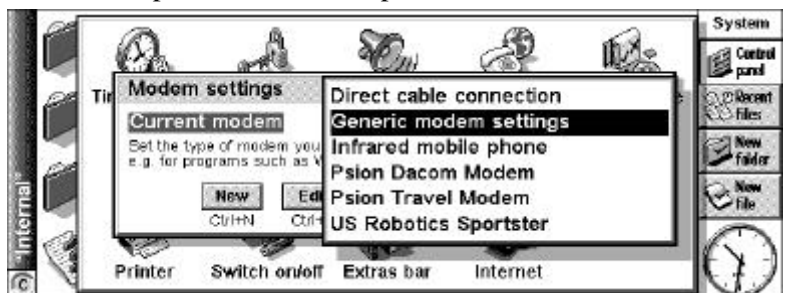 System
Control
panel
Recent
Files
New
folder
New
file
"Internal"
C
Tir
Modem settings
Current modem
Set the type of modem you
e.g. for programs such as
New
Ctrl+N
Edi
Ctrl+
Direct cable connection
Generic modem settings
Infrared mobile phone
Psion Dacom Modem
Psion Travel Modem
US Robotics Sportster
Printer
Switch on/off
Extras bar
Internet